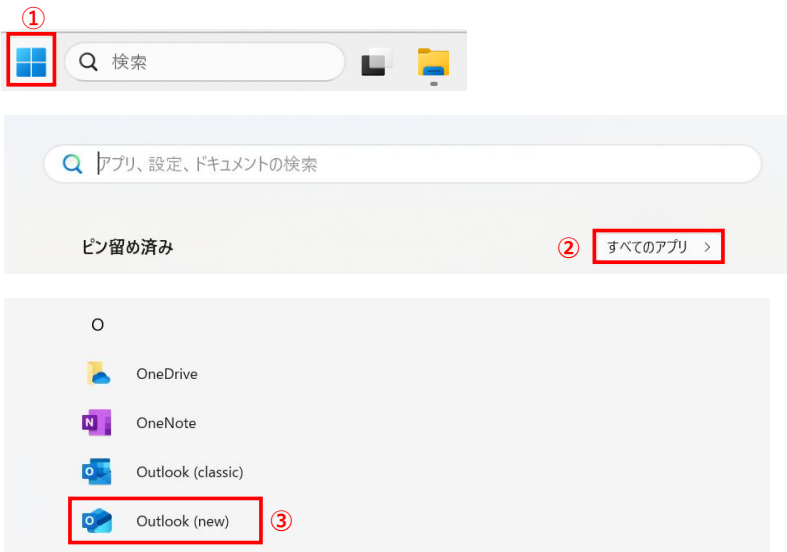 ①
検索
アプリ、設定、ドキュメントの検索
ピン留め済み ② すべてのアプリ >
O
OneDrive
OneNote
Outlook (classic)
Outlook (new) ③